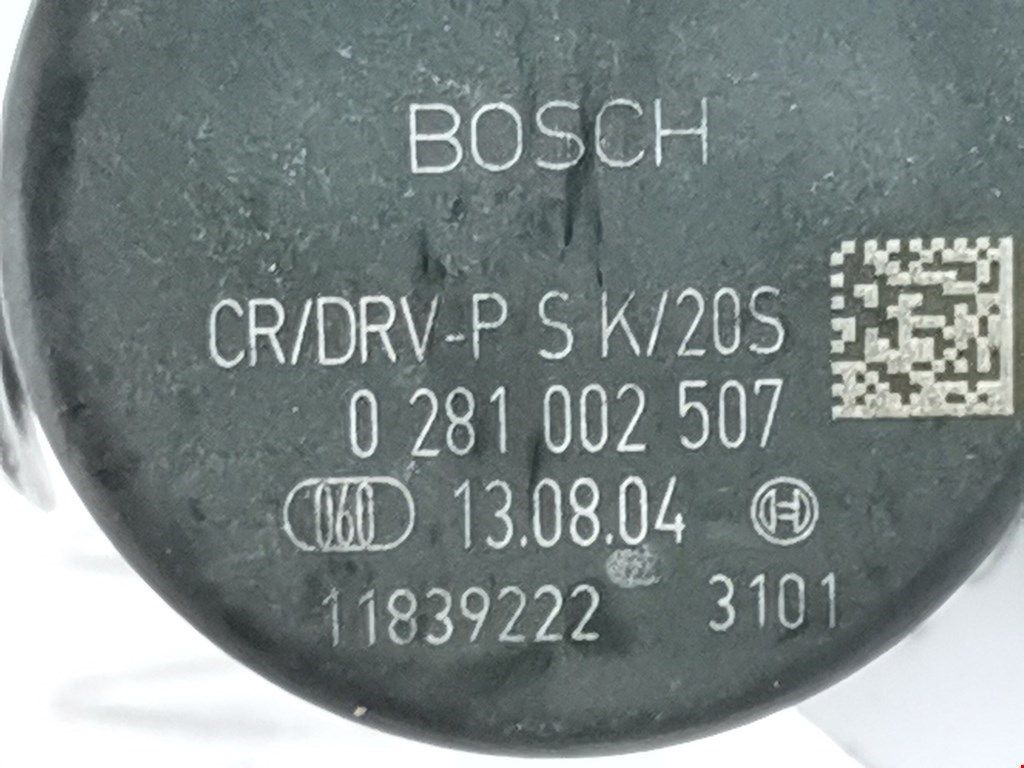 BOSCH
CR/DRV-P S K/20S
0 281 002 507
060 13.08.04
11839222 3101